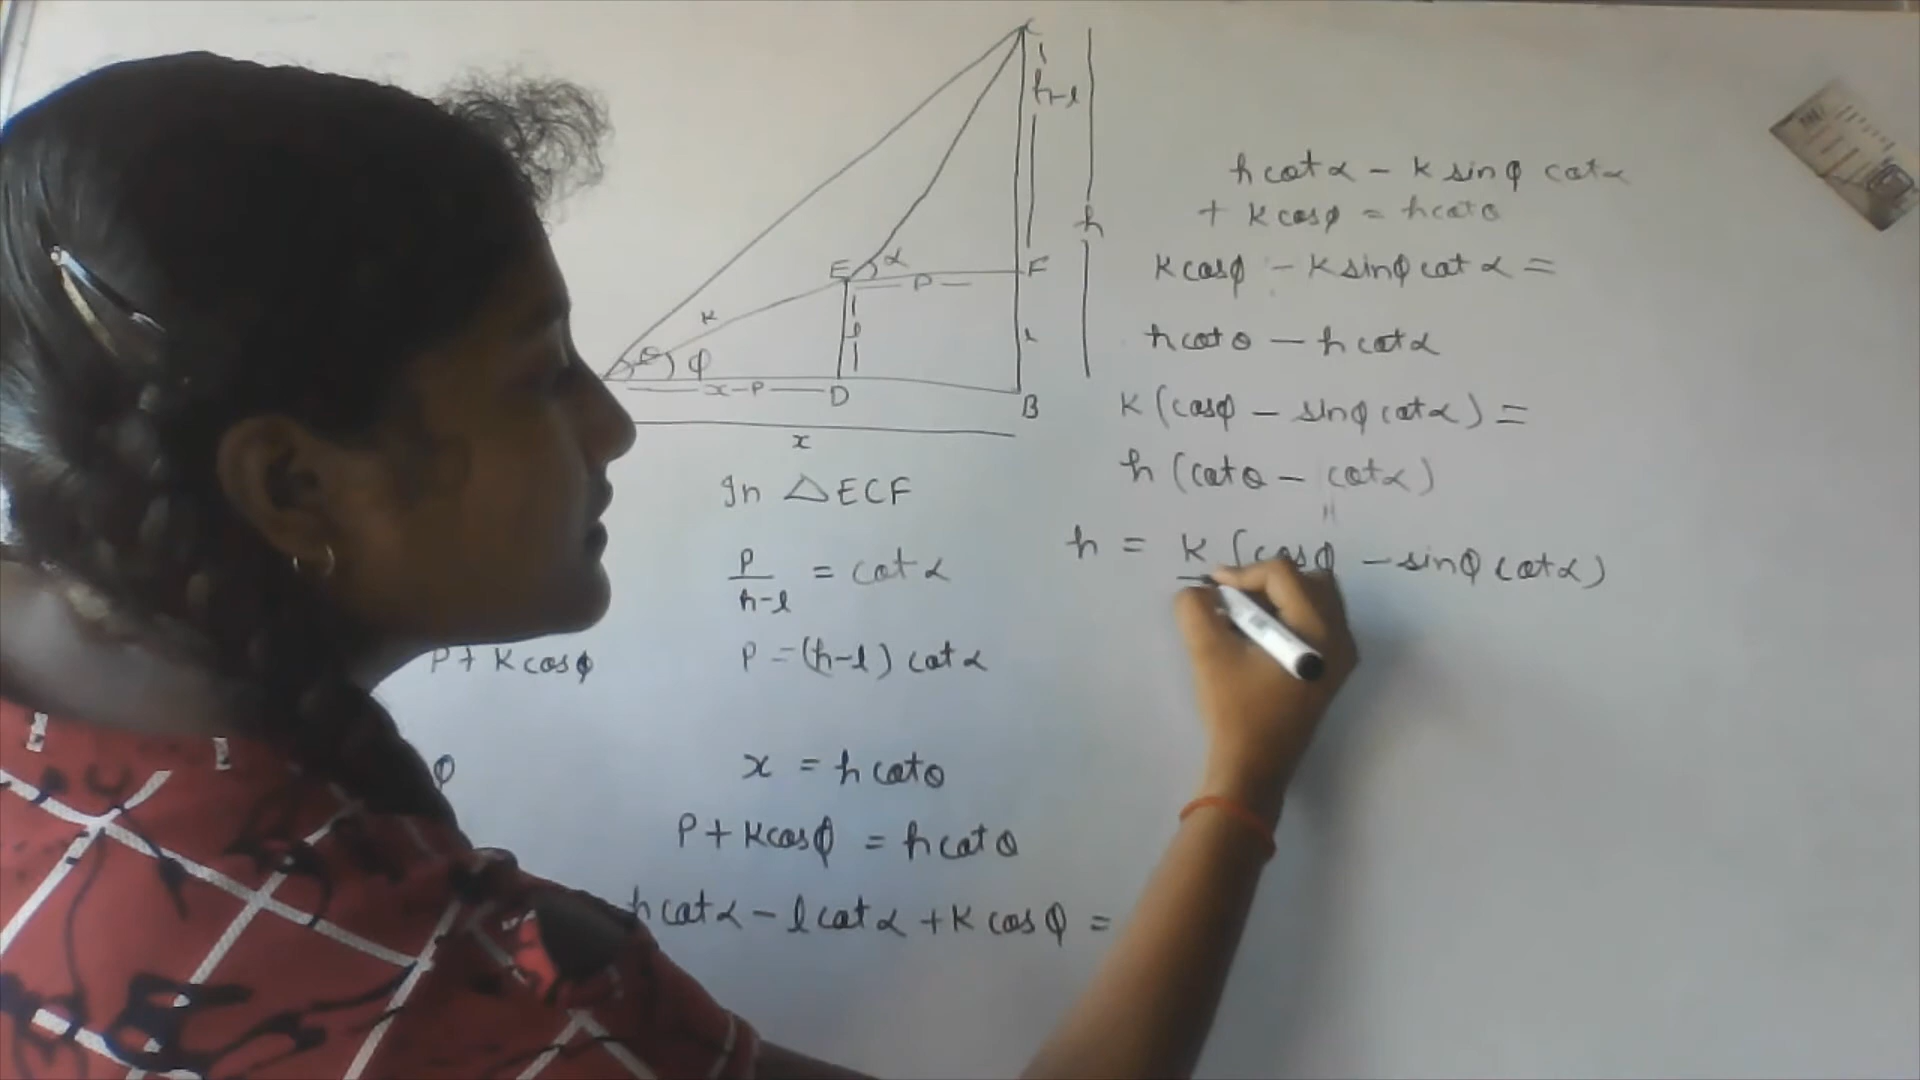 C
h-l
h
E α
P
F
K
l
l
θ φ
x-P
D
B
x
In △ECF
P/h-l = cot α
P + K cos φ
P = (h-l) cot α
φ
x = h cot θ
P + K cos φ = h cot θ
h cot α - l cot α + K cos φ =
h cot α - K sin φ cot α
+ K cos φ = h cot θ
K cos φ - K sin φ cot α =
h cot θ - h cot α
K (cos φ - sin φ cot α) =
h (cot θ - cot α)
h = K (cos φ - sin φ cot α)